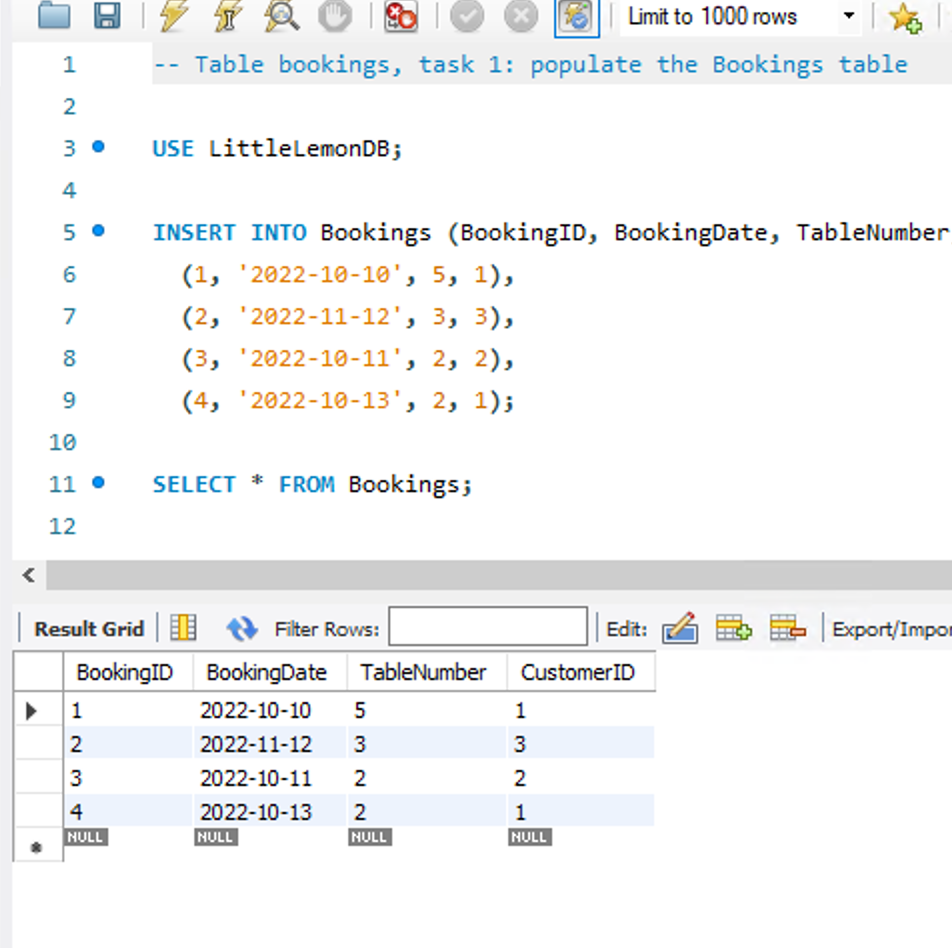 Limit to 1000 rows
1 -- Table bookings, task 1: populate the Bookings table
2
3 USE LittleLemonDB;
4
5 INSERT INTO Bookings (BookingID, BookingDate, TableNumber
6 (1, '2022-10-10', 5, 1),
7 (2, '2022-11-12', 3, 3),
8 (3, '2022-10-11', 2, 2),
9 (4, '2022-10-13', 2, 1);
10
11 SELECT * FROM Bookings;
12
Result Grid Filter Rows: Edit: Export/Impor
BookingID BookingDate TableNumber CustomerID
1 2022-10-10 5 1
2 2022-11-12 3 3
3 2022-10-11 2 2
4 2022-10-13 2 1
NULL NULL NULL NULL